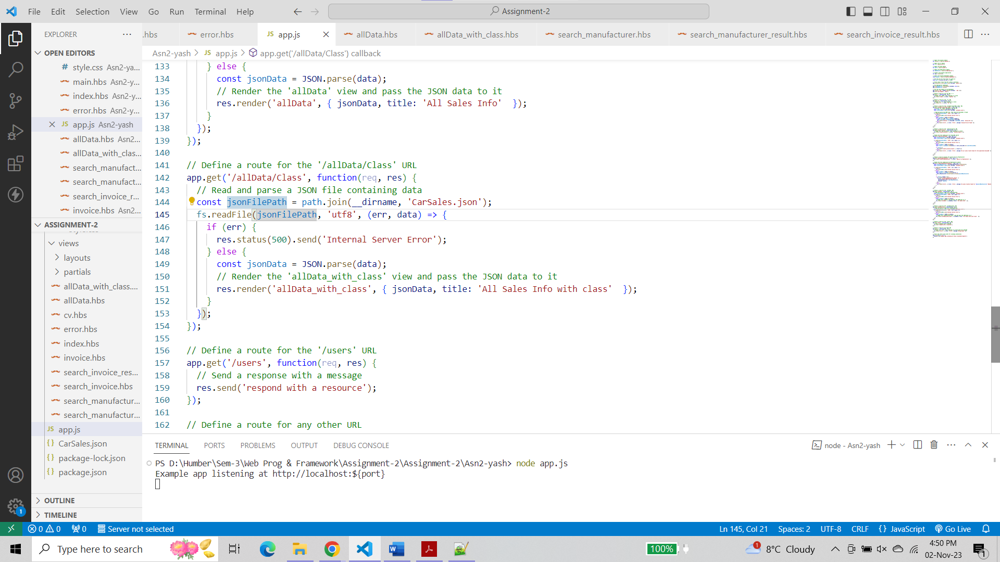 File Edit Selection View Go Run Terminal Help
Assignment-2
EXPLORER
.hbs
error.hbs
JS app.js
allData.hbs
allData_with_class.hbs
search_manufacturer.hbs
search_manufacturer_result.hbs
search_invoice_result.hbs
OPEN EDITORS
# style.css Asn2-ya...
main.hbs Asn2-y...
index.hbs Asn2-y...
error.hbs Asn2-y...
JS app.js Asn2-yash
allData.hbs Asn2...
allData_with_clas...
search_manufact...
search_manufact...
search_invoice_r...
invoice.hbs Asn2...
ASSIGNMENT-2
views
layouts
partials
allData_with_class....
allData.hbs
cv.hbs
error.hbs
index.hbs
invoice.hbs
search_invoice_res...
search_invoice.hbs
search_manufactur...
search_manufactur...
JS app.js
{} CarSales.json
{} package-lock.json
{} package.json
OUTLINE
TIMELINE
Asn2-yash > JS app.js > app.get('/allData/Class') callback
133 } else {
134 const jsonData = JSON.parse(data);
135 // Render the 'allData' view and pass the JSON data to it
136 res.render('allData', { jsonData, title: 'All Sales Info'  });
137 }
138 });
139 });
140
141 // Define a route for the '/allData/Class' URL
142 app.get('/allData/Class', function(req, res) {
143 // Read and parse a JSON file containing data
144 const jsonFilePath = path.join(__dirname, 'CarSales.json');
145 fs.readFile(jsonFilePath, 'utf8', (err, data) => {
146 if (err) {
147 res.status(500).send('Internal Server Error');
148 } else {
149 const jsonData = JSON.parse(data);
150 // Render the 'allData_with_class' view and pass the JSON data to it
151 res.render('allData_with_class', { jsonData, title: 'All Sales Info with class'  });
152 }
153 });
154 });
155
156 // Define a route for the '/users' URL
157 app.get('/users', function(req, res) {
158 // Send a response with a message
159 res.send('respond with a resource');
160 });
161
162 // Define a route for any other URL
TERMINAL PORTS PROBLEMS OUTPUT DEBUG CONSOLE
node - Asn2-yash
PS D:\Humber\Sem-3\Web Prog & Framework\Assignment-2\Assignment-2\Asn2-yash> node app.js
Example app listening at http://localhost:${port}
1
0 0 0 Server not selected
Ln 145, Col 21 Spaces: 2 UTF-8 CRLF {} JavaScript Go Live
Type here to search
100%
1
8°C Cloudy
4:50 PM
02-Nov-23
1